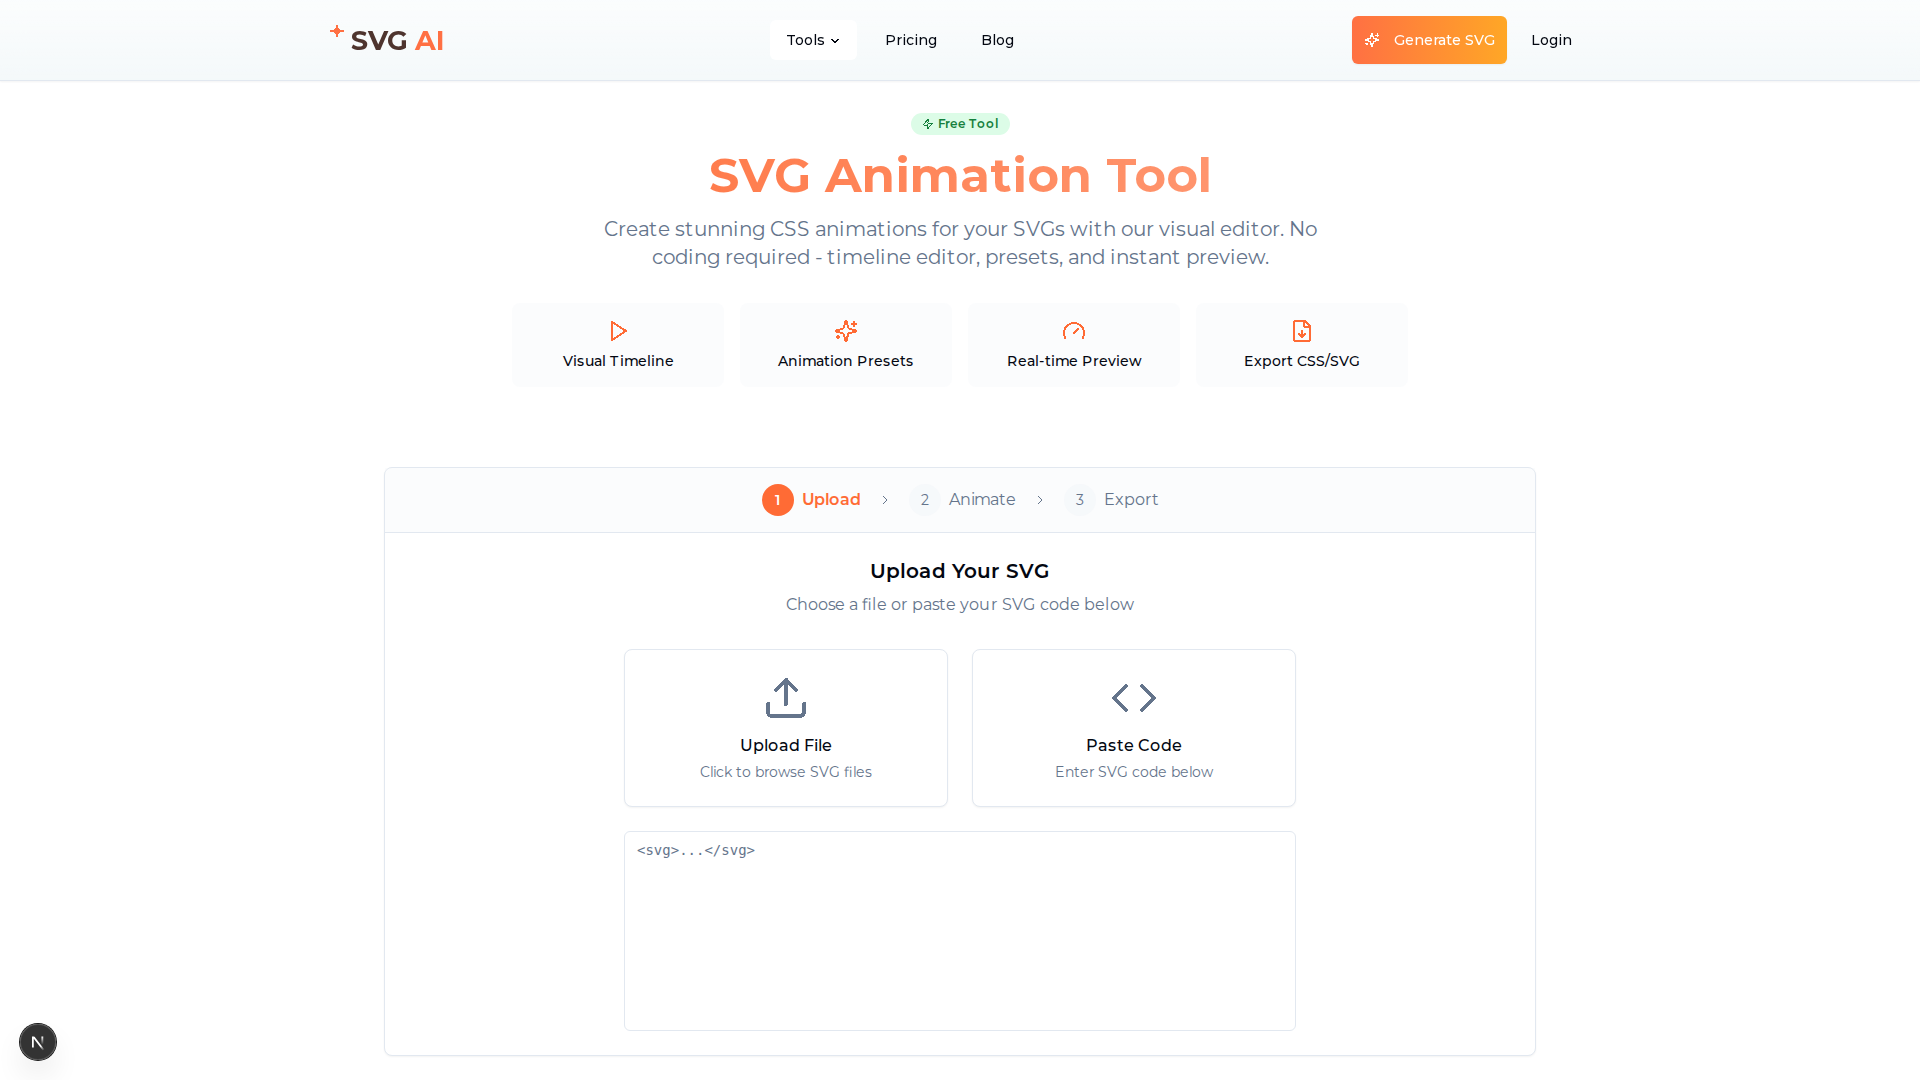 SVG AI
Tools
Pricing
Blog
Generate SVG
Login
Free Tool
SVG Animation Tool
Create stunning CSS animations for your SVGs with our visual editor. No
coding required - timeline editor, presets, and instant preview.
Visual Timeline
Animation Presets
Real-time Preview
Export CSS/SVG
1 Upload
2 Animate
3 Export
Upload Your SVG
Choose a file or paste your SVG code below
Upload File
Click to browse SVG files
Paste Code
Enter SVG code below
<svg>...</svg>
N